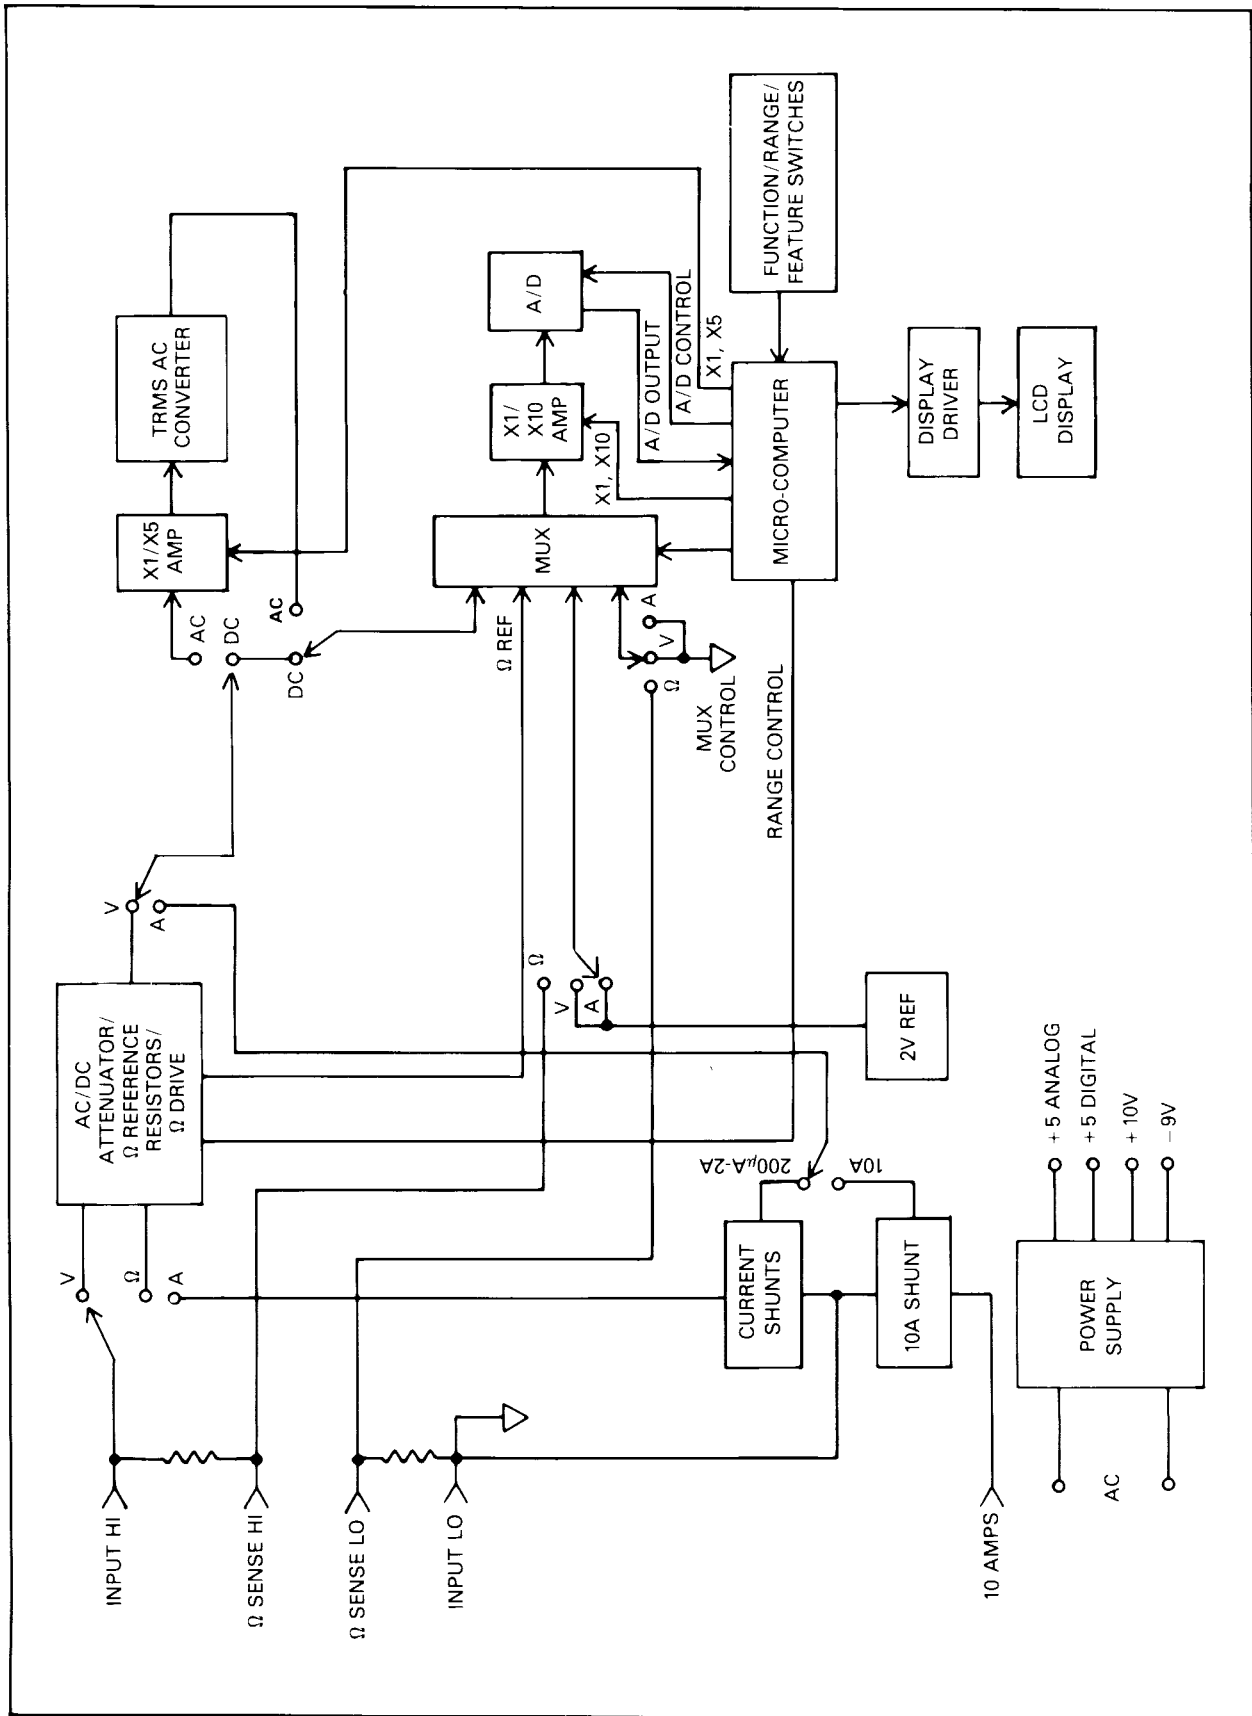 INPUT HI
Ω SENSE HI
Ω SENSE LO
INPUT LO
10 AMPS
V
Ω
A
AC/DC
ATTENUATOR/
Ω REFERENCE
RESISTORS/
Ω DRIVE
V
A
AC
DC
X1/X5
AMP
TRMS AC
CONVERTER
DC
AC
Ω REF
MUX
X1/
X10
AMP
A/D
X1, X10
A/D OUTPUT
A/D CONTROL
X1, X5
Ω
V
A
Ω
V
A
MUX
CONTROL
RANGE CONTROL
MICRO-COMPUTER
FUNCTION/RANGE/
FEATURE SWITCHES
DISPLAY
DRIVER
LCD
DISPLAY
2V REF
CURRENT
SHUNTS
200µA-2A
10A
10A SHUNT
AC
POWER
SUPPLY
+5 ANALOG
+5 DIGITAL
+10V
-9V